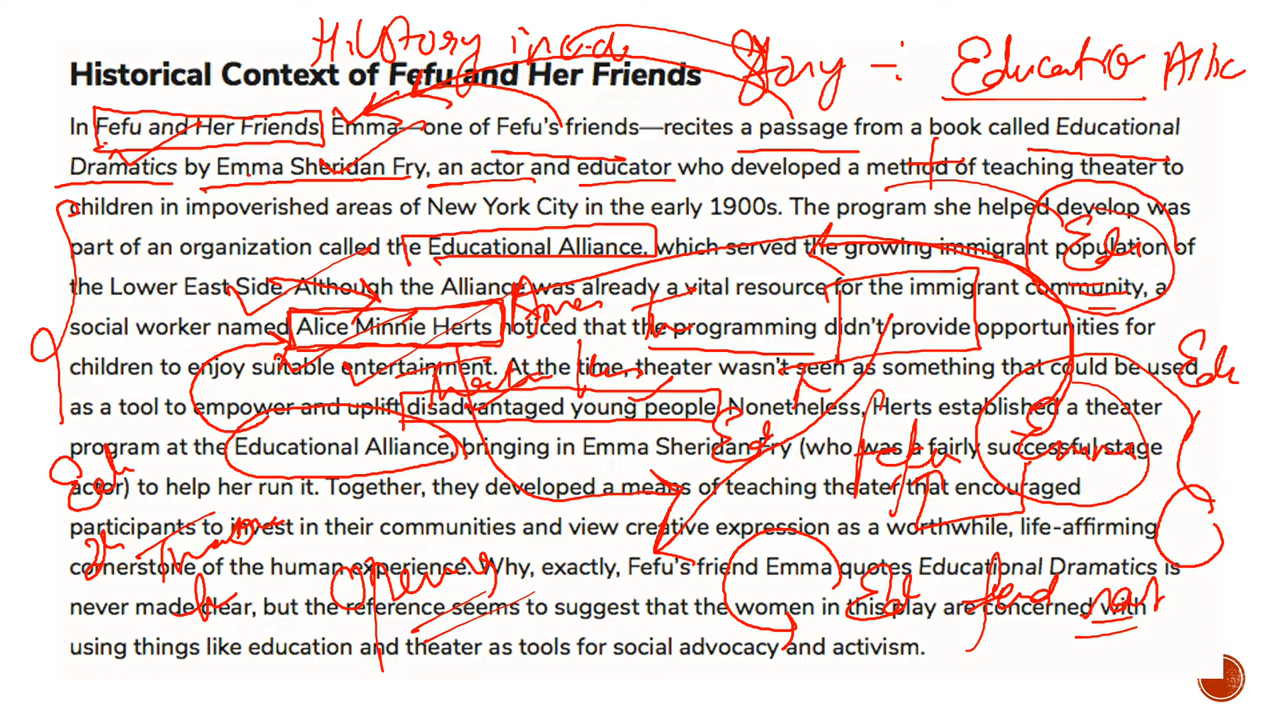 History inside Story -: Education Allic
Historical Context of Fefu and Her Friends
In Fefu and Her Friends, Emma—one of Fefu's friends—recites a passage from a book called Educational
Dramatics by Emma Sheridan Fry, an actor and educator who developed a method of teaching theater to
children in impoverished areas of New York City in the early 1900s. The program she helped develop was
Edu
part of an organization called the Educational Alliance, which served the growing immigrant population of
the Lower East Side. Although the Alliance was already a vital resource for the immigrant community, a
social worker named Alice Minnie Herts noticed that the programming didn't provide opportunities for
Edu
children to enjoy suitable entertainment. At the time, theater wasn't seen as something that could be used
as a tool to empower and uplift disadvantaged young people. Nonetheless, Herts established a theater
Emma
program at the Educational Alliance, bringing in Emma Sheridan Fry (who was a fairly successful stage
fefu
actor) to help her run it. Together, they developed a means of teaching theater that encouraged
participants to invest in their communities and view creative expression as a worthwhile, life-affirming
cornerstone of the human experience. Why, exactly, Fefu's friend Emma quotes Educational Dramatics is
never made clear, but the reference seems to suggest that the women in this play are concerned with
using things like education and theater as tools for social advocacy and activism.